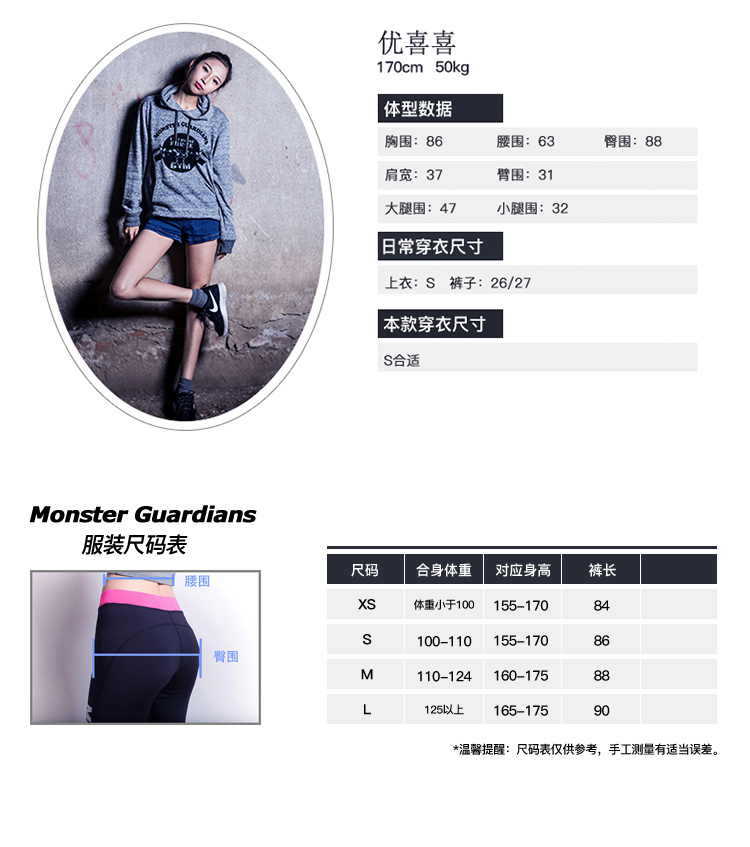 优喜喜
170cm 50kg
体型数据
胸围：86 腰围：63 臀围：88
肩宽：37 臂围：31
大腿围：47 小腿围：32
日常穿衣尺寸
上衣：S 裤子：26/27
本款穿衣尺寸
S合适
MONSTER GUARDIANS
GYM
Monster Guardians
服装尺码表
腰围
臀围
尺码 合身体重 对应身高 裤长
XS 体重小于100 155-170 84
S 100-110 155-170 86
M 110-124 160-175 88
L 125以上 165-175 90
*温馨提醒：尺码表仅供参考，手工测量有适当误差。